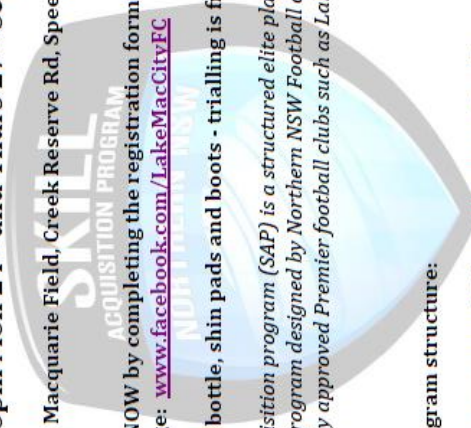 Macquarie Field, Creek Reserve Rd, Spee
NOW by completing the registration form
e: www.facebook.com/LakeMacCityFC
bottle, shin pads and boots - trialling is f
isition program (SAP) is a structured elite pla
rogram designed by Northern NSW Football
y approved Premier football clubs such as La
gram structure:
SKILL
ACQUISITION PROGRAM
NORTHERN NSW